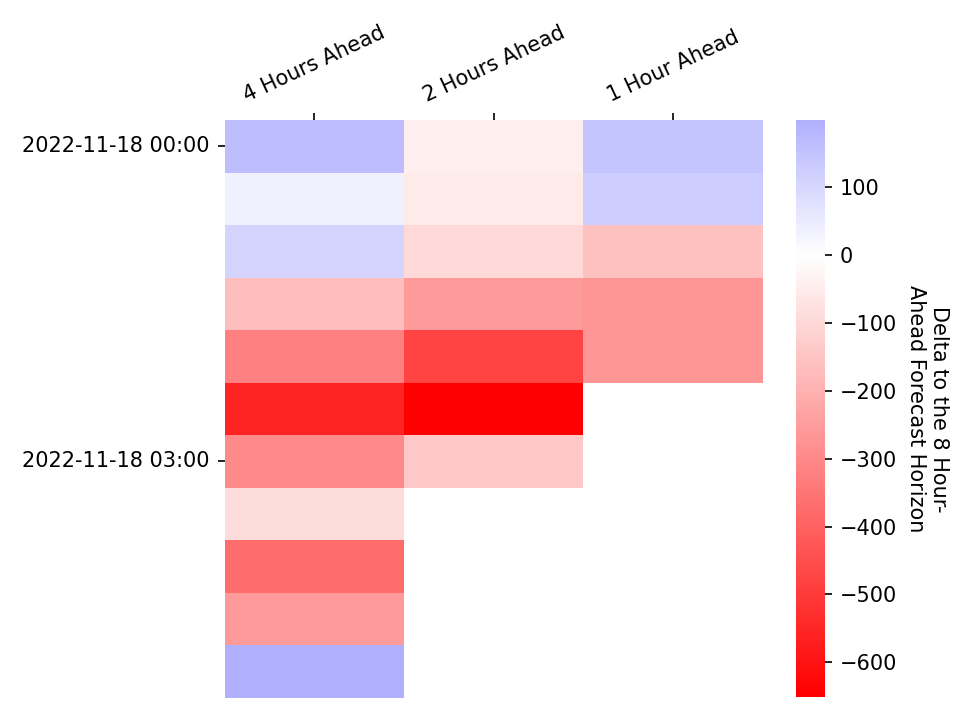 4 Hours Ahead
2 Hours Ahead
1 Hour Ahead
2022-11-18 00:00
2022-11-18 03:00
100
0
−100
−200
−300
−400
−500
−600
Delta to the 8 Hour-
Ahead Forecast Horizon